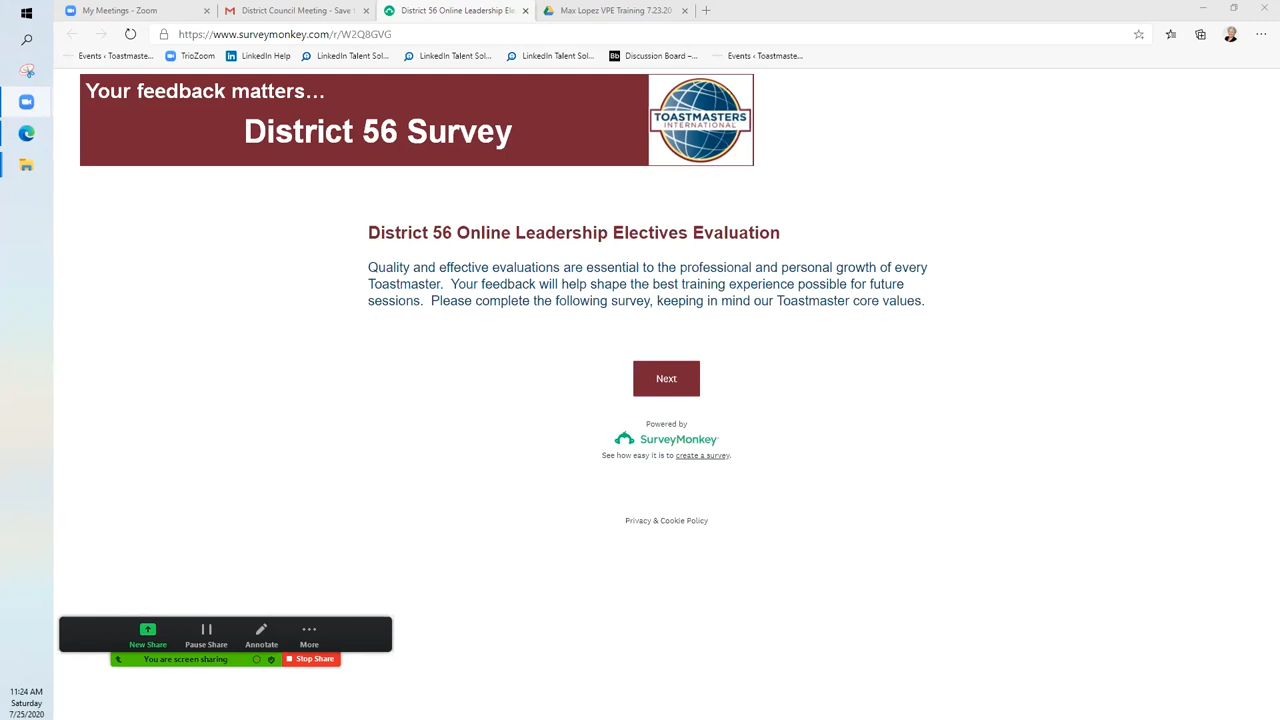 My Meetings - Zoom
District Council Meeting - Save
District 56 Online Leadership Ele
Max Lopez VPE Training 7.23.20
https://www.surveymonkey.com/r/W2Q8GVG
Events ‹ Toastmaste...
TrioZoom
LinkedIn Help
LinkedIn Talent Sol...
LinkedIn Talent Sol...
LinkedIn Talent Sol...
Bb
Discussion Board –...
Events ‹ Toastmaste...
Your feedback matters…
District 56 Survey
TOASTMASTERS
INTERNATIONAL
District 56 Online Leadership Electives Evaluation
Quality and effective evaluations are essential to the professional and personal growth of every
Toastmaster. Your feedback will help shape the best training experience possible for future
sessions. Please complete the following survey, keeping in mind our Toastmaster core values.
Next
Powered by
SurveyMonkey
See how easy it is to create a survey.
Privacy & Cookie Policy
New Share
Pause Share
Annotate
More
You are screen sharing
Stop Share
11:24 AM
Saturday
7/25/2020